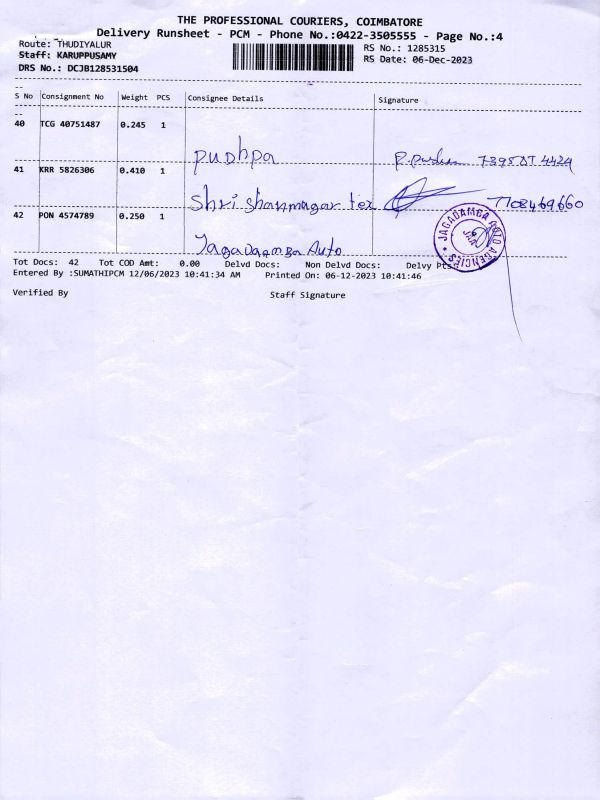 THE PROFESSIONAL COURIERS, COIMBATORE
Delivery Runsheet - PCM - Phone No.:0422-3505555 - Page No.:4
Route: THUDIYALUR
Staff: KARUPPUSAMY
DRS No.: DCJB128531504
RS No.: 1285315
RS Date: 06-Dec-2023
S No Consignment No Weight PCS Consignee Details Signature
40 TCG 40751487 0.245 1
pushpa
41 KRR 5826306 0.410 1
Shri Shanmagar tex 7708469660
42 PON 4574789 0.250 1
Jagadamba Auto
JAGADAMBA AUTO AGENCIES
Tot Docs: 42 Tot COD Amt: 0.00 Delvd Docs: Non Delvd Docs: Delvy Pts
Entered By :SUMATHIPCM 12/06/2023 10:41:34 AM Printed On: 06-12-2023 10:41:46
Verified By Staff Signature